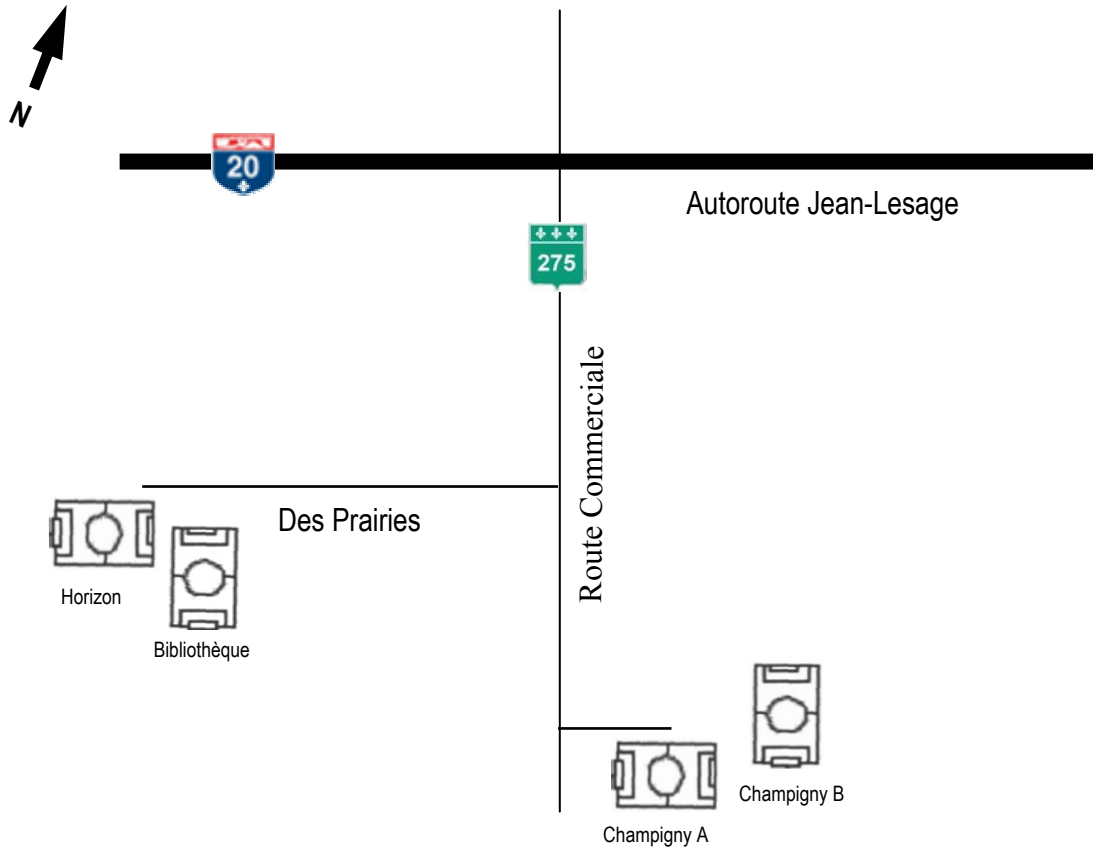 N
20
Autoroute Jean-Lesage
275
Route Commerciale
Des Prairies
Horizon
Bibliothèque
Champigny B
Champigny A